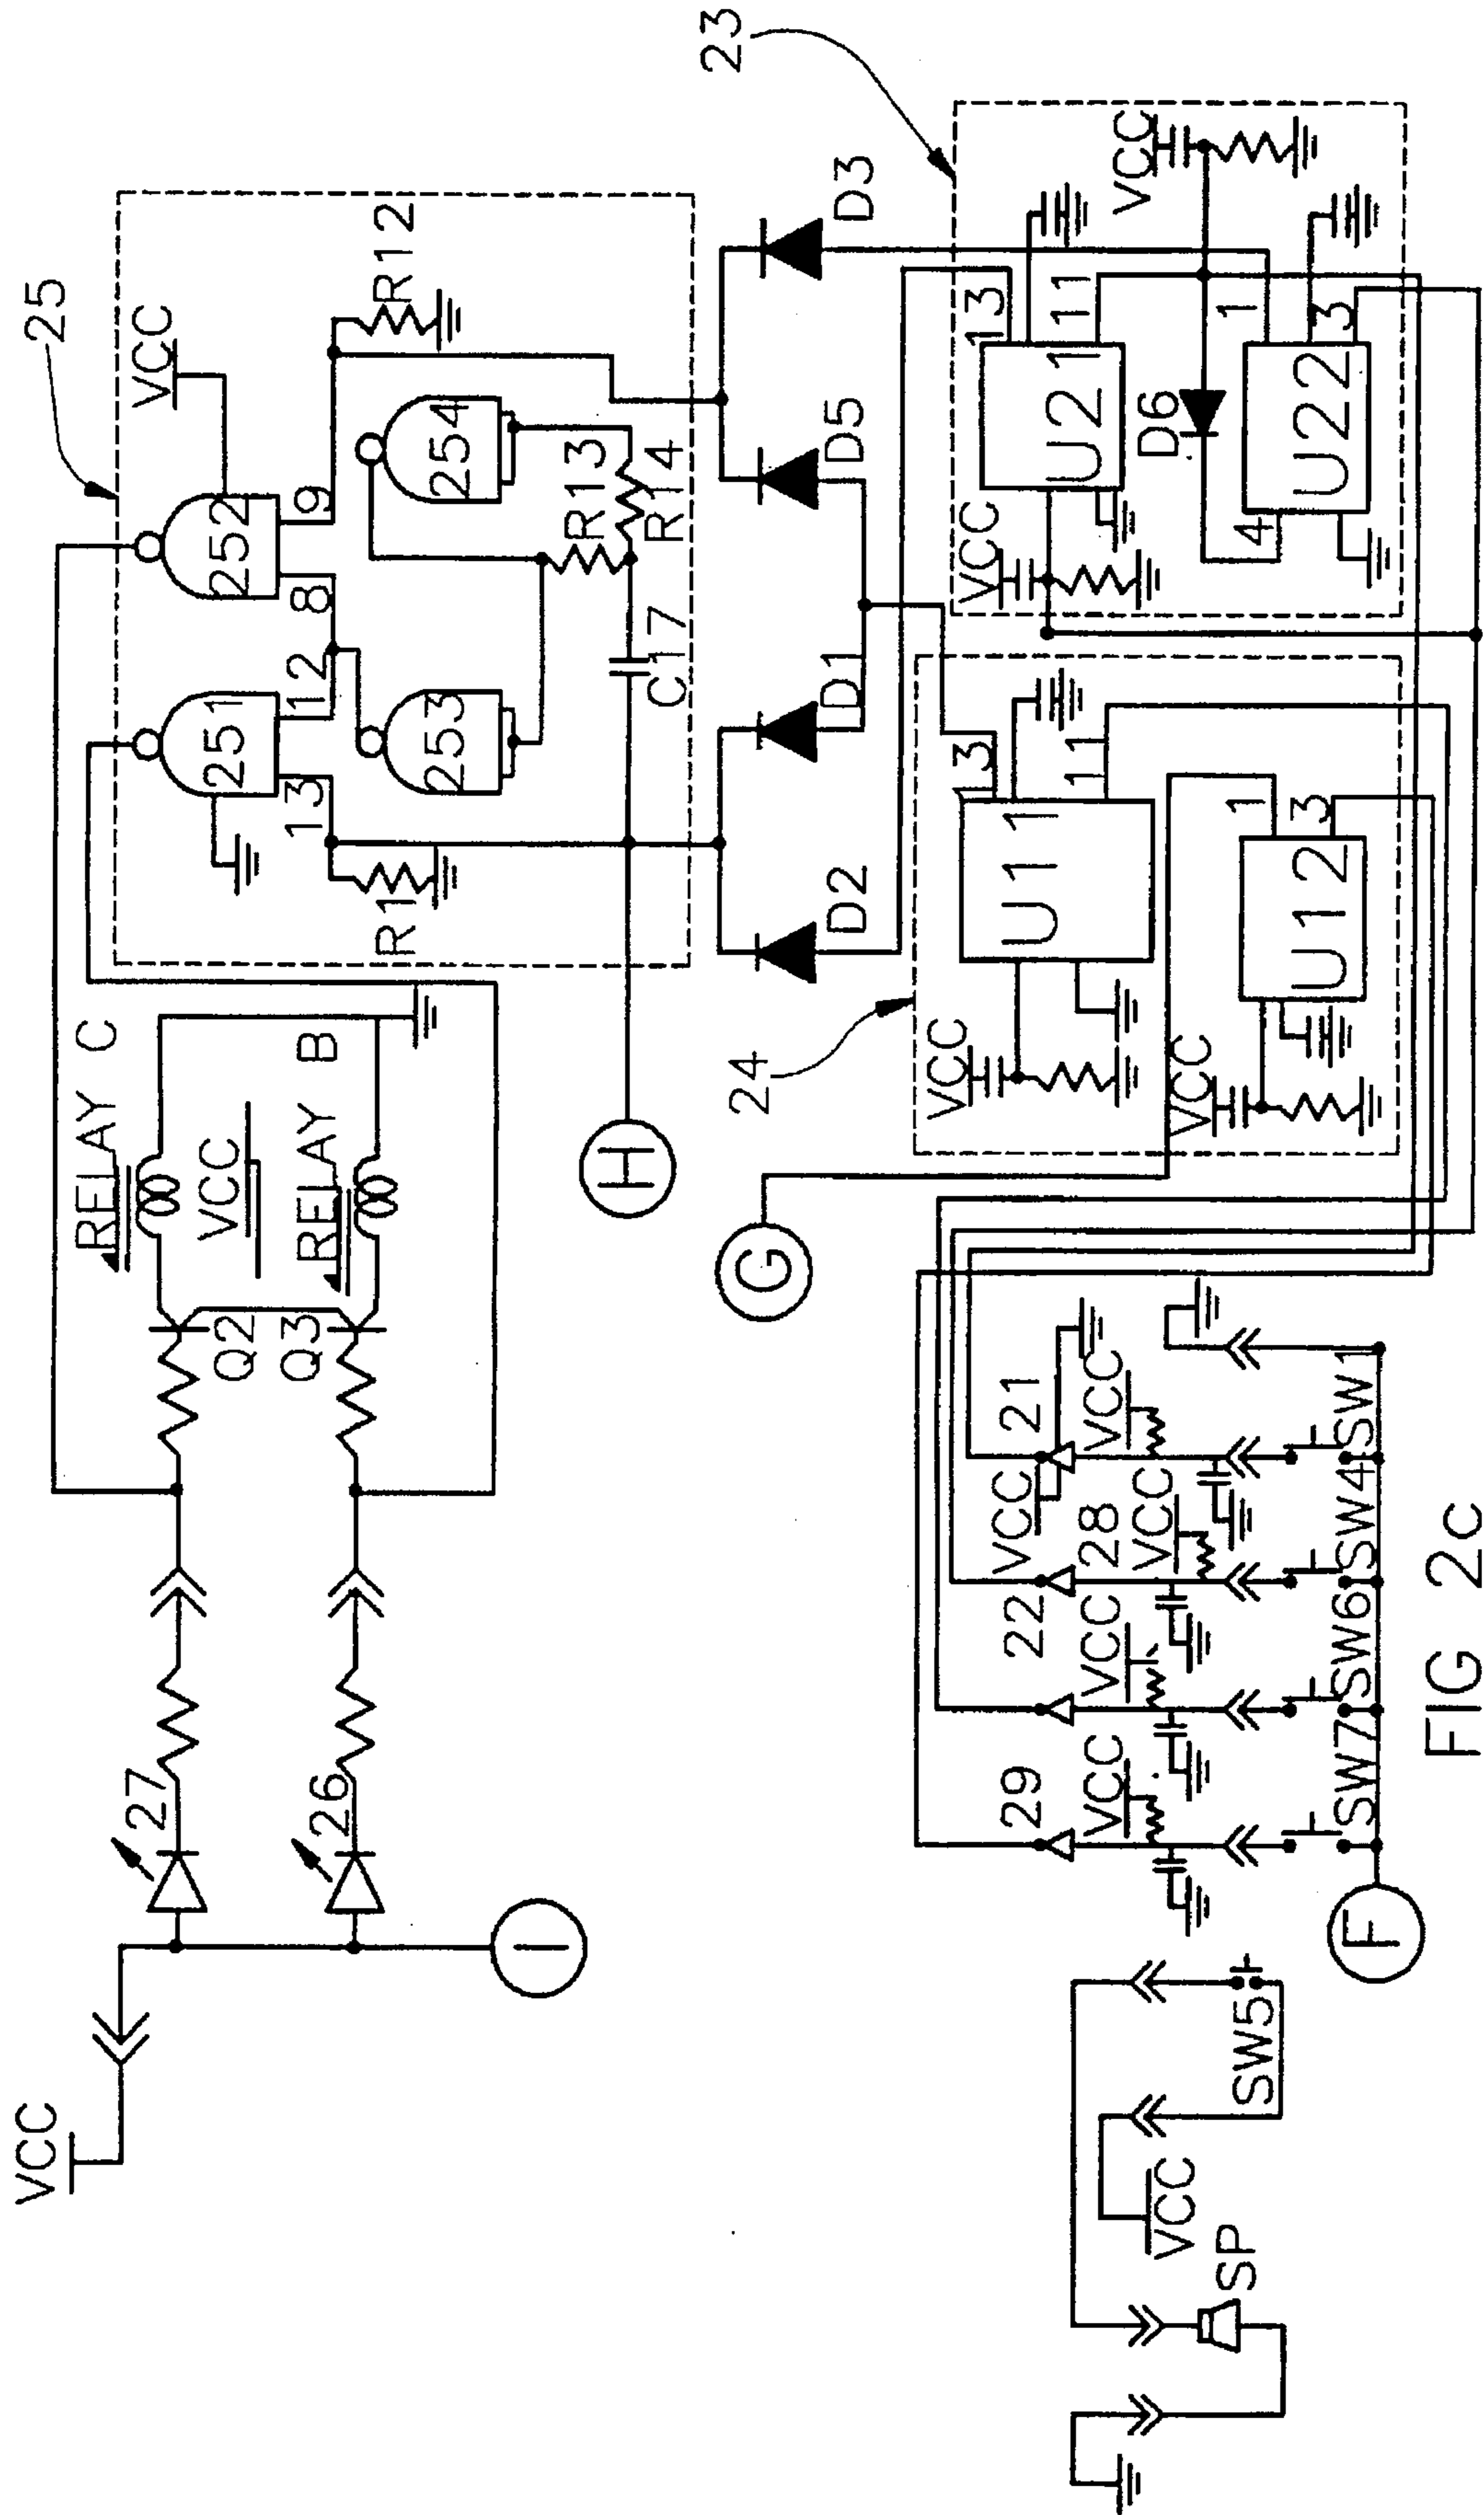 VCC
27
26
I
RELAY C
VCC
RELAY B
Q2
Q3
25
VCC
251
252
13
12
8
9
R11
R12
253
254
R13
R14
C17
H
D2
D1
D5
D3
23
24
G
VCC
U11
13
11
VCC
U12
1
3
VCC
U21
13
11
VCC
D6
4
U22
1
3
29
22
28
21
VCC
VCC
VCC
VCC
VCC
SW7
SW6
SW4
SW1
F
SW5
VCC
SP
FIG 2c